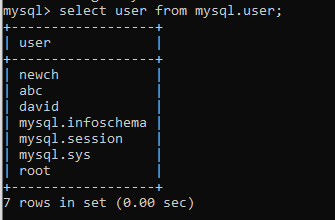 mysql> select user from mysql.user;
+------------------+
| user             |
+------------------+
| newch            |
| abc              |
| david            |
| mysql.infoschema |
| mysql.session    |
| mysql.sys        |
| root             |
+------------------+
7 rows in set (0.00 sec)